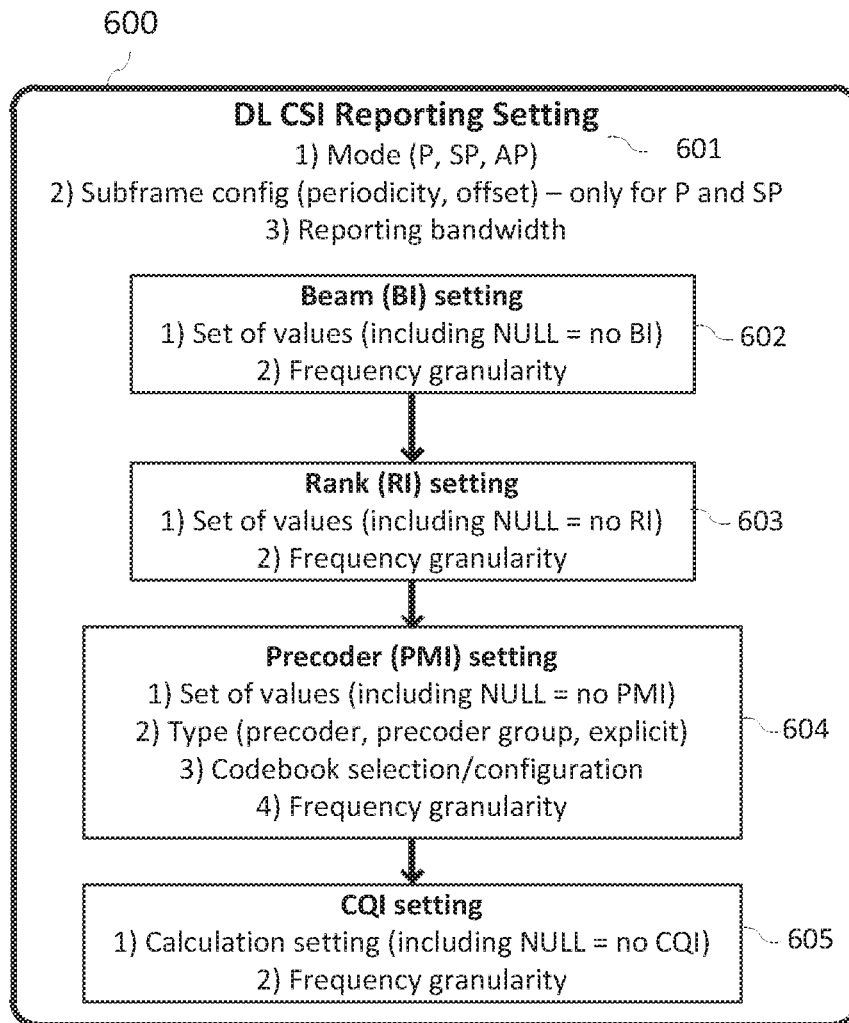 600
DL CSI Reporting Setting
601
1) Mode (P, SP, AP)
2) Subframe config (periodicity, offset) – only for P and SP
3) Reporting bandwidth
Beam (BI) setting
1) Set of values (including NULL = no BI)
2) Frequency granularity
602
Rank (RI) setting
1) Set of values (including NULL = no RI)
2) Frequency granularity
603
Precoder (PMI) setting
1) Set of values (including NULL = no PMI)
2) Type (precoder, precoder group, explicit)
3) Codebook selection/configuration
4) Frequency granularity
604
CQI setting
1) Calculation setting (including NULL = no CQI)
2) Frequency granularity
605